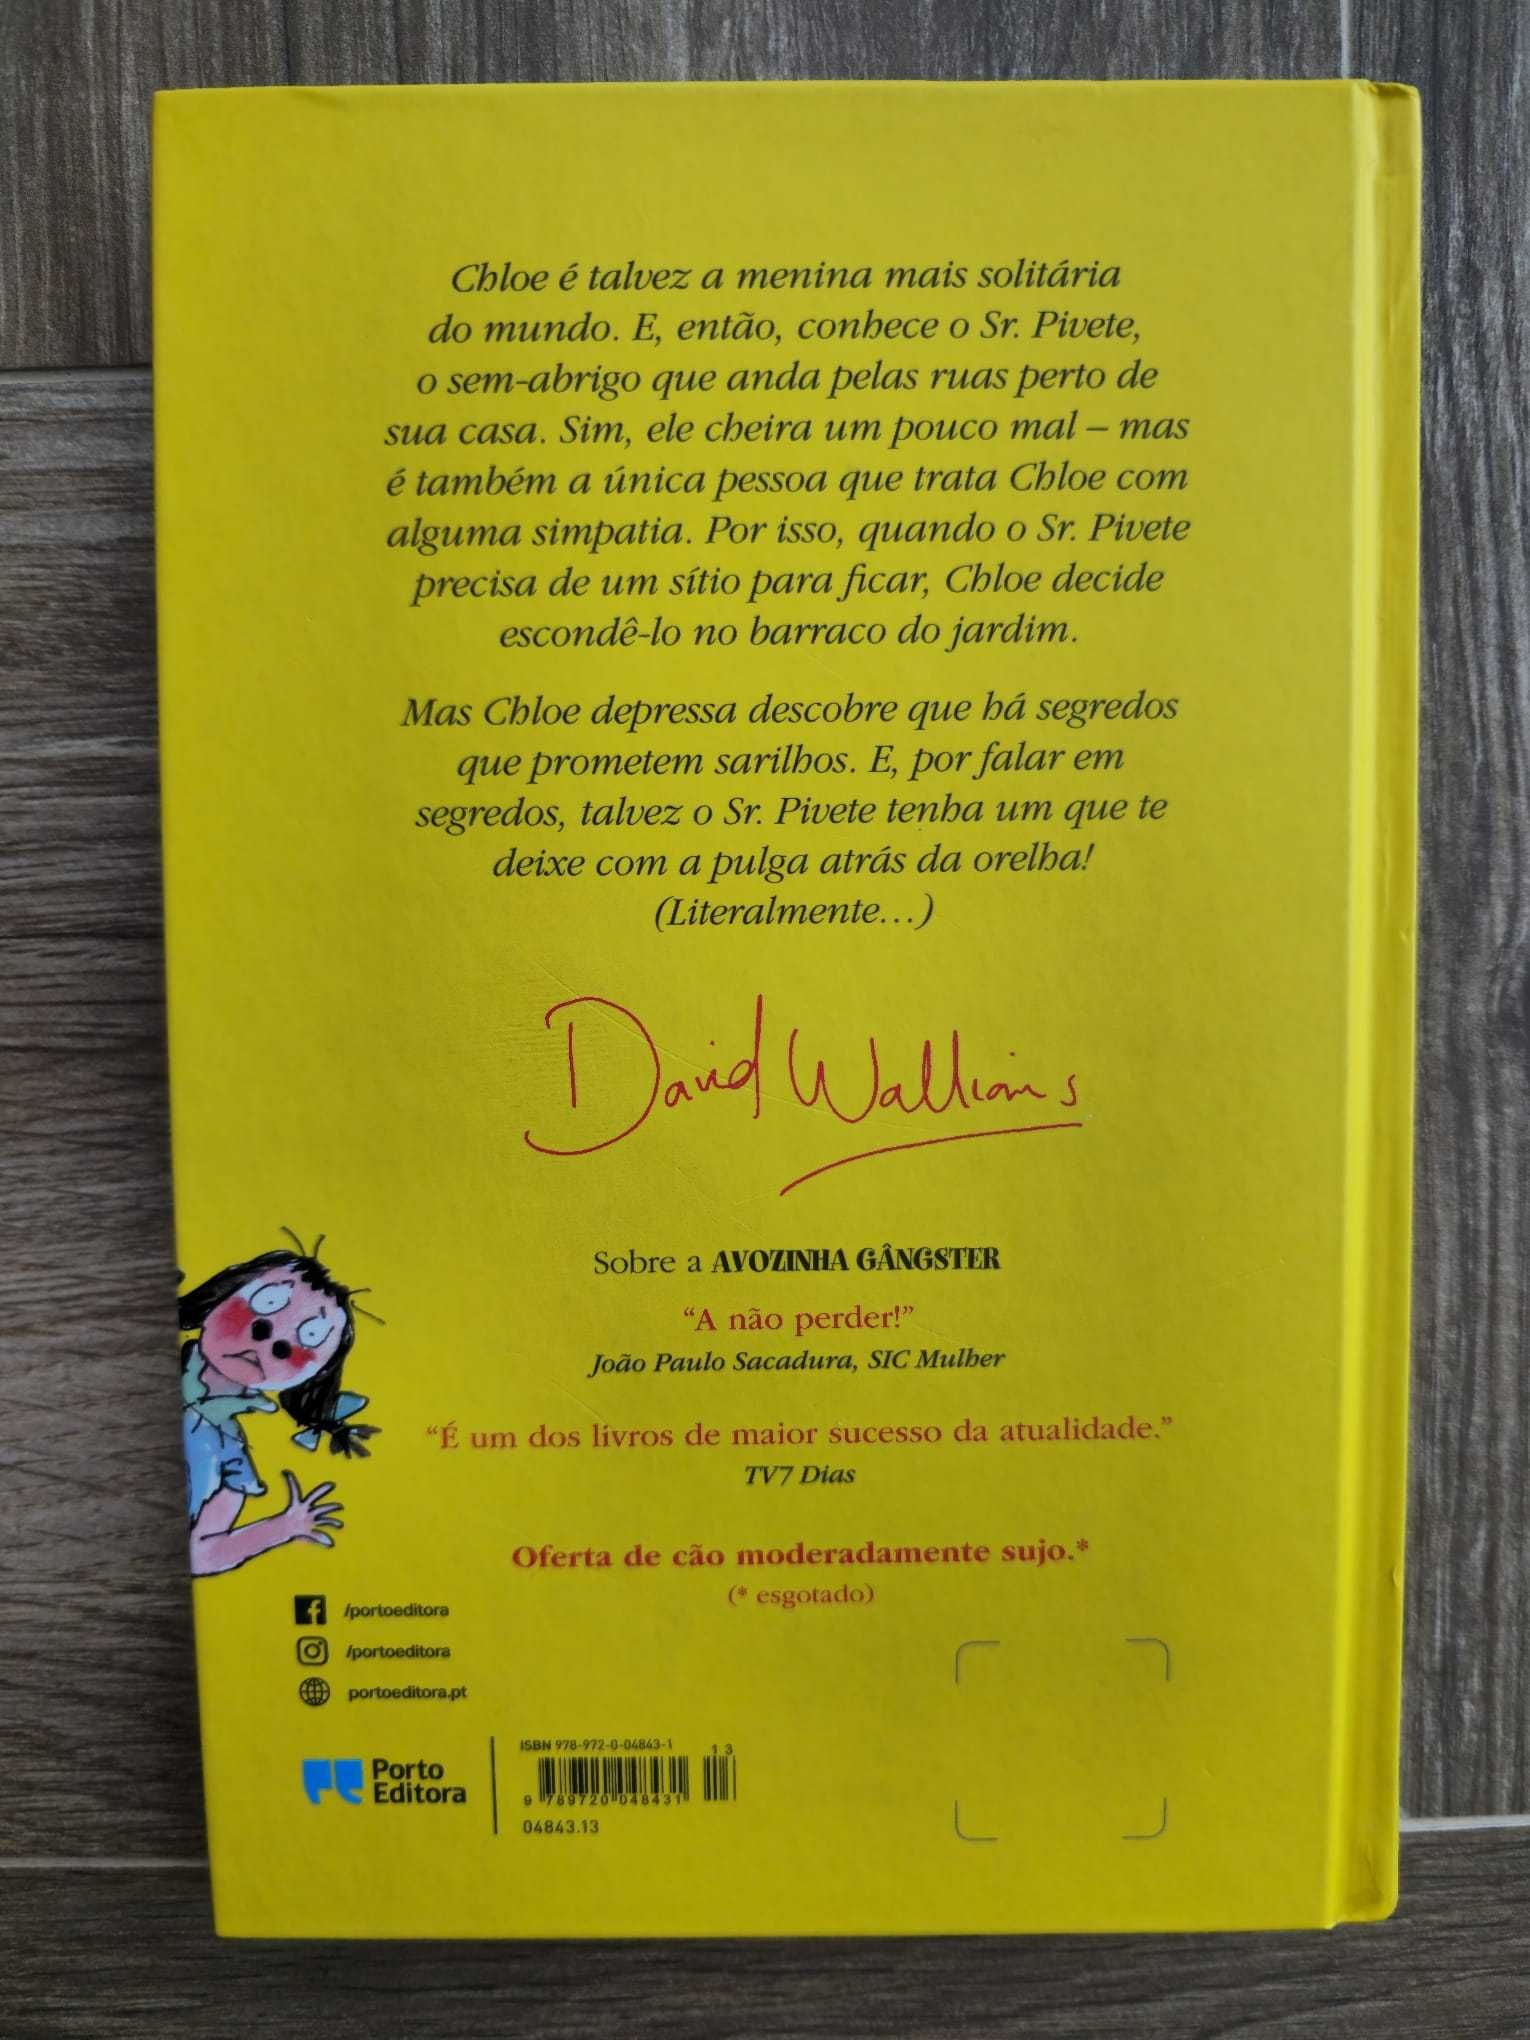 Chloe é talvez a menina mais solitária
do mundo. E, então, conhece o Sr. Pivete,
o sem-abrigo que anda pelas ruas perto de
sua casa. Sim, ele cheira um pouco mal – mas
é também a única pessoa que trata Chloe com
alguma simpatia. Por isso, quando o Sr. Pivete
precisa de um sítio para ficar, Chloe decide
escondê-lo no barraco do jardim.
Mas Chloe depressa descobre que há segredos
que prometem sarilhos. E, por falar em
segredos, talvez o Sr. Pivete tenha um que te
deixe com a pulga atrás da orelha!
(Literalmente...)
David Walliams
Sobre a AVOZINHA GÂNGSTER
“A não perder!”
João Paulo Sacadura, SIC Mulher
“É um dos livros de maior sucesso da atualidade.”
TV7 Dias
Oferta de cão moderadamente sujo.*
(* esgotado)
/portoeditora
/portoeditora
portoeditora.pt
Porto
Editora
ISBN 978-972-0-04843-1
13
9 789720 048431
04843.13